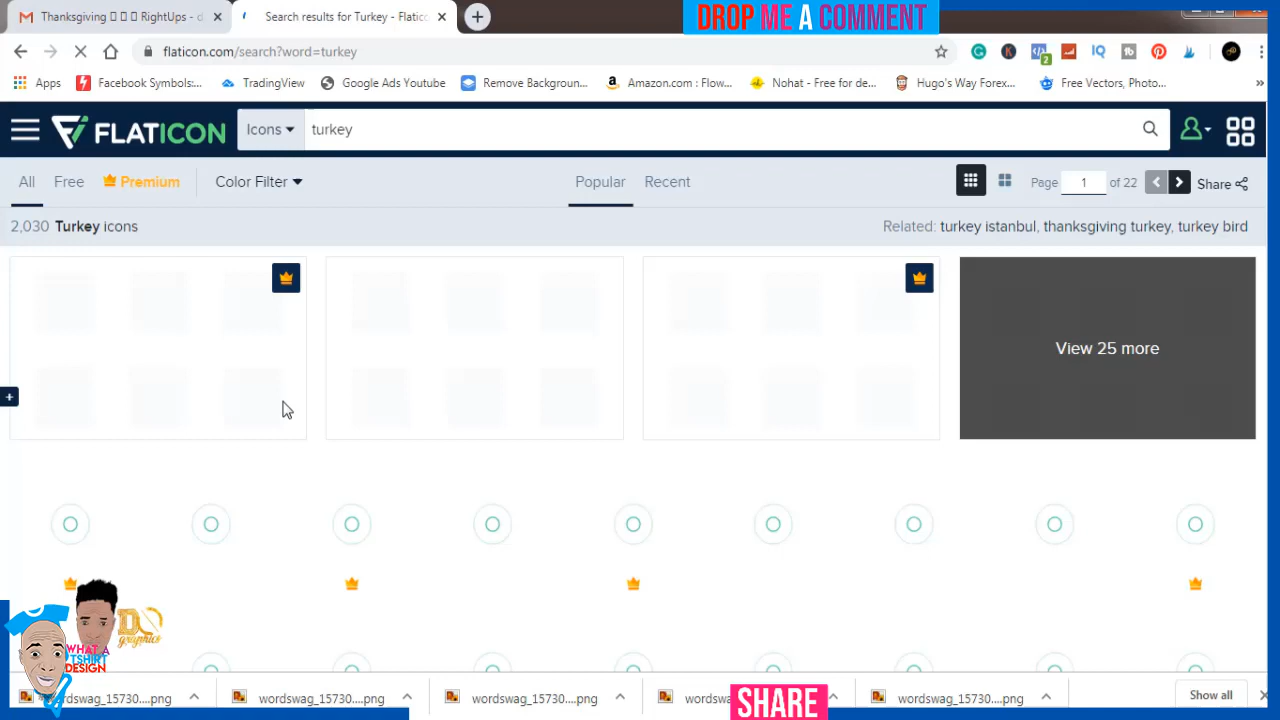 DROP ME A COMMENT
Thanksgiving RightUps - d
Search results for Turkey - Flatic
flaticon.com/search?word=turkey
Apps
Facebook Symbols:...
TradingView
Google Ads Youtube
Remove Backgroun...
Amazon.com : Flow...
Nohat - Free for de...
Hugo's Way Forex...
Free Vectors, Photo...
»
FLATICON
Icons
turkey
All
Free
Premium
Color Filter
Popular
Recent
Page
1
of 22
Share
2,030 Turkey icons
Related: turkey istanbul, thanksgiving turkey, turkey bird
View 25 more
DC
graphics
WHAT A
TSHIRT
DESIGN
wordswag_15730....png
wordswag_15730....png
wordswag_15730....png
wordsw
wordswag_15730....png
Show all
SHARE